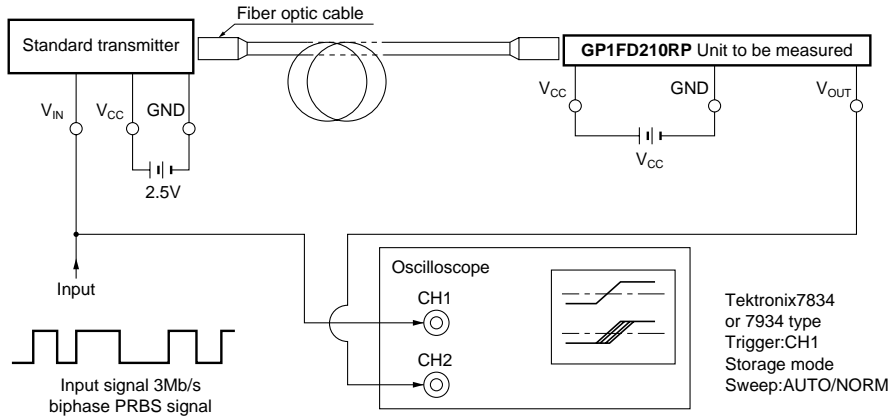 Fiber optic cable
Standard transmitter
GP1FD210RP Unit to be measured
VIN
VCC
GND
2.5V
VCC
GND
VOUT
VCC
Input
Oscilloscope
CH1
CH2
Tektronix7834
or 7934 type
Trigger:CH1
Storage mode
Sweep:AUTO/NORM
Input signal 3Mb/s
biphase PRBS signal